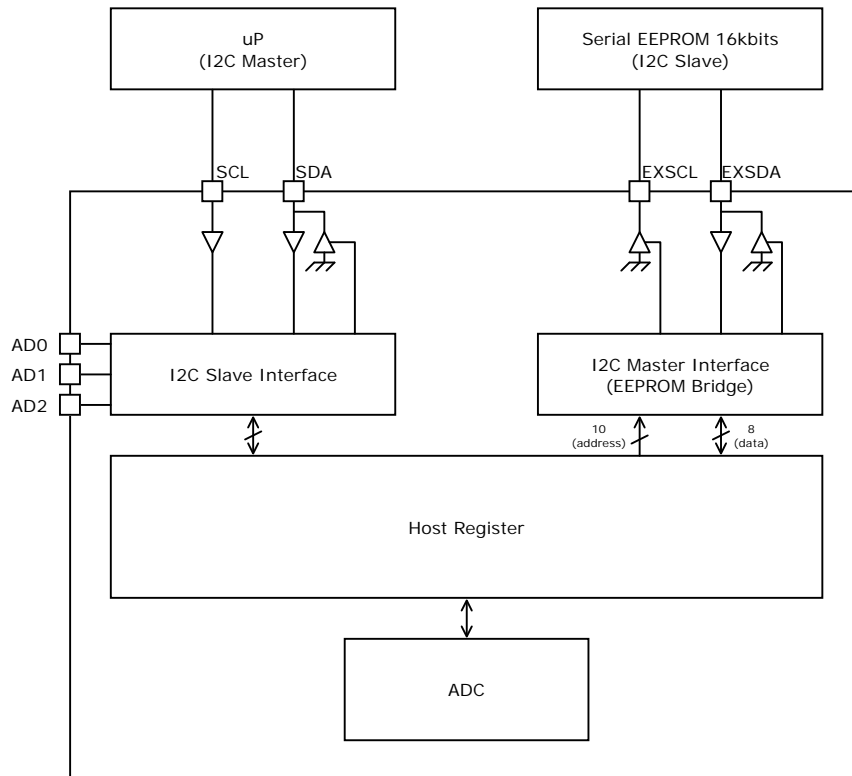 uP
(I2C Master)
Serial EEPROM 16kbits
(I2C Slave)
SCL
SDA
EXSCL
EXSDA
AD0
AD1
AD2
I2C Slave Interface
I2C Master Interface
(EEPROM Bridge)
10
(address)
8
(data)
Host Register
ADC